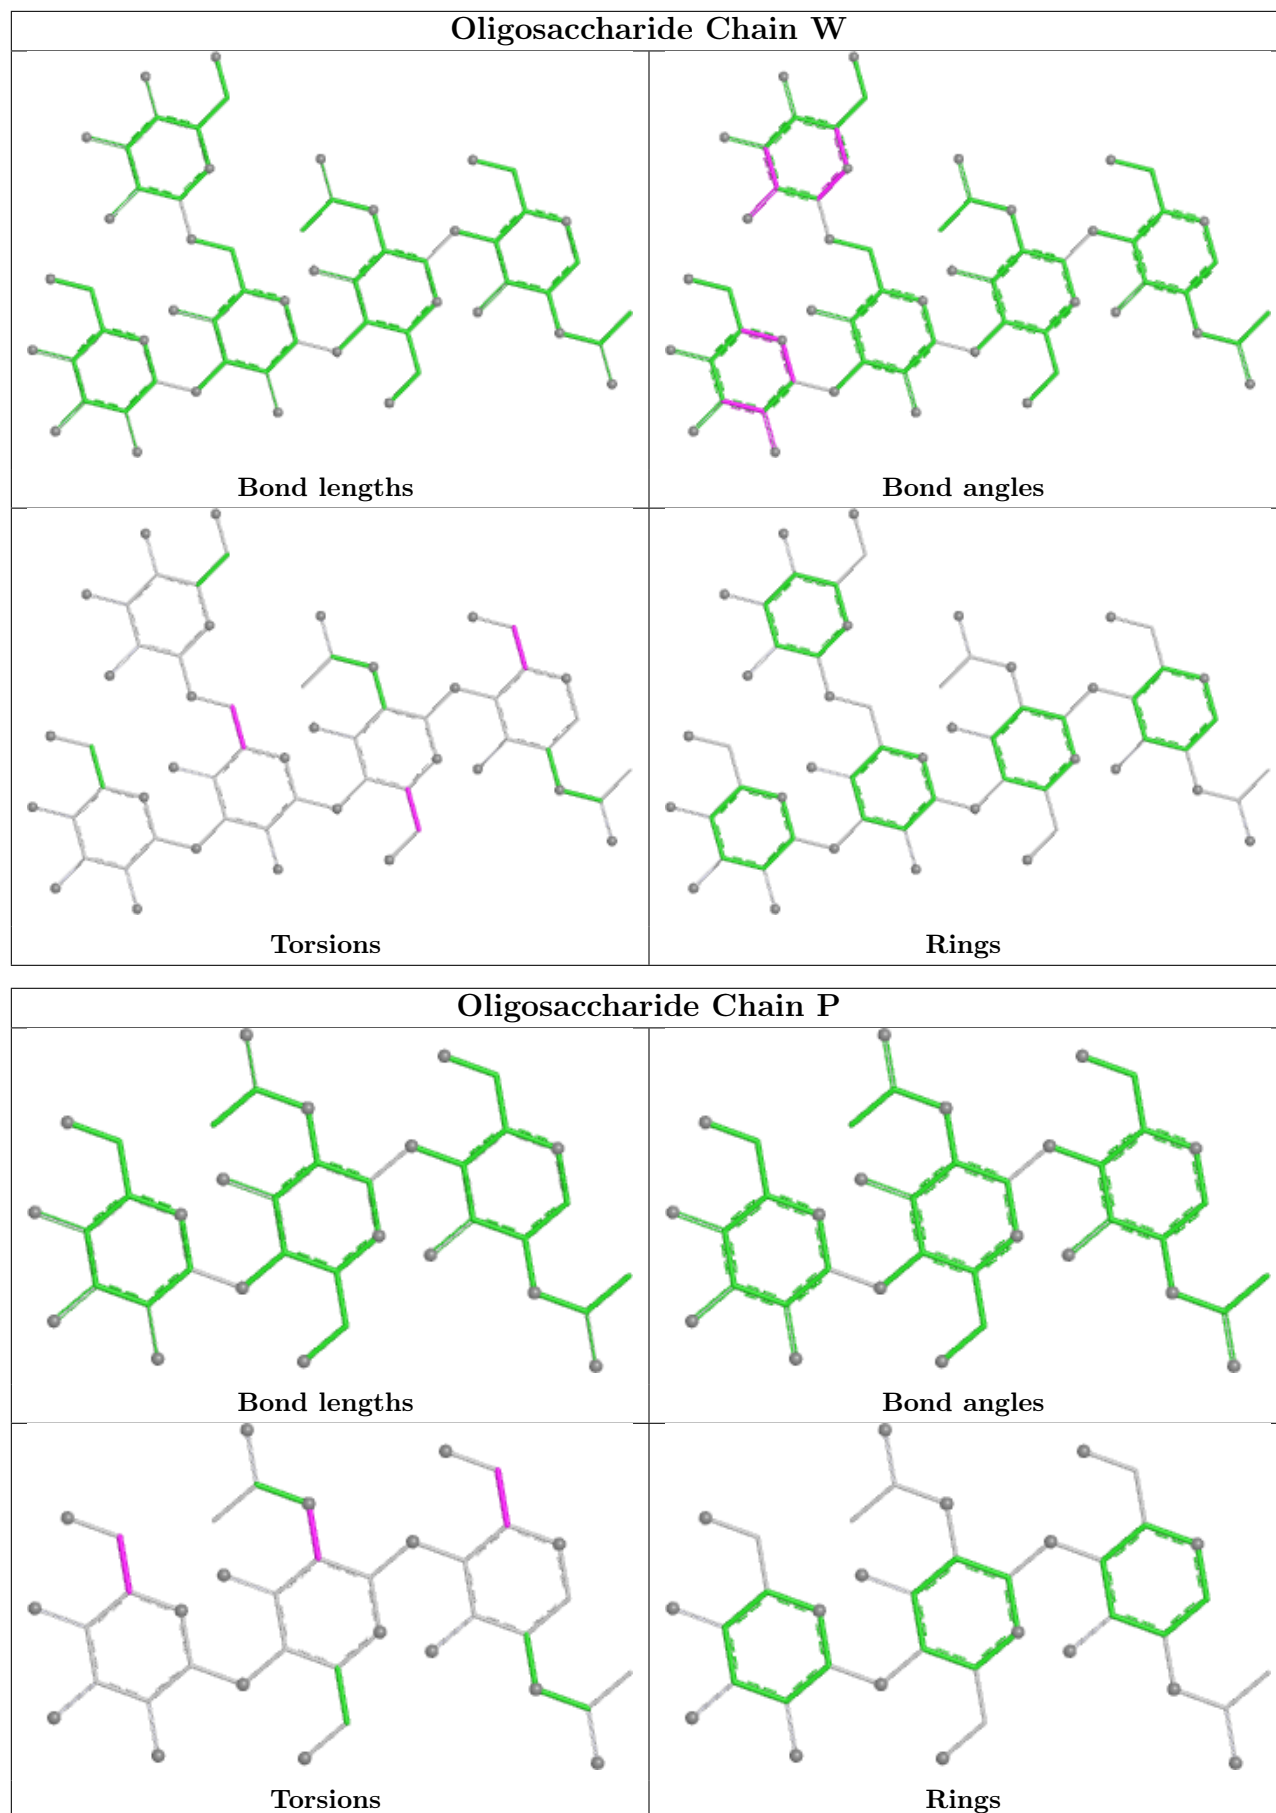 Oligosaccharide Chain W
Bond lengths
Bond angles
Torsions
Rings
Oligosaccharide Chain P
Bond lengths
Bond angles
Torsions
Rings